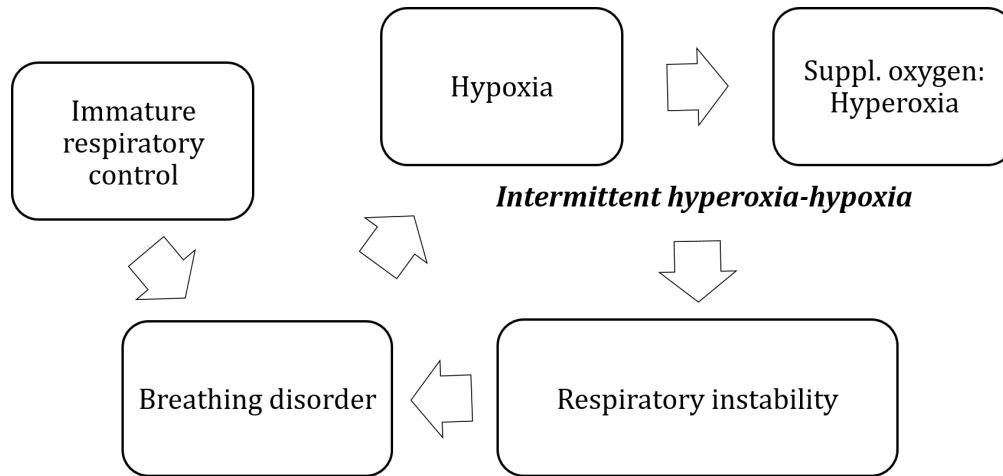 Immature
respiratory
control
Hypoxia
Suppl. oxygen:
Hyperoxia
Intermittent hyperoxia-hypoxia
Breathing disorder
Respiratory instability